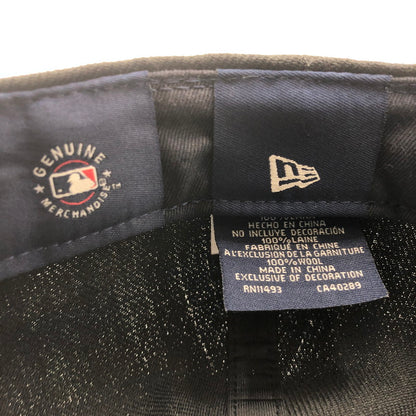 GENUINE
MERCHANDISE
HECHO EN CHINA
NO INCLUYE DECORACIÓN
100% LAINE
FABRIQUÉ EN CHINE
À L'EXCLUSION DE LA GARNITURE
100% WOOL
MADE IN CHINA
EXCLUSIVE OF DECORATION
RN11493 CA40289